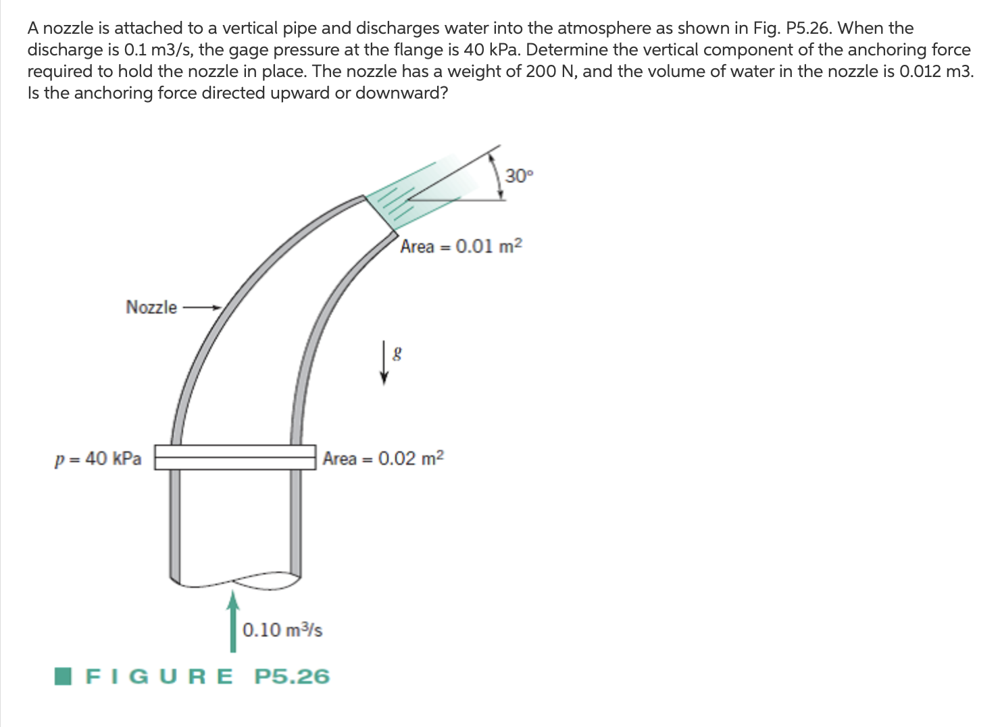 A nozzle is attached to a vertical pipe and discharges water into the atmosphere as shown in Fig. P5.26. When the
discharge is 0.1 m3/s, the gage pressure at the flange is 40 kPa. Determine the vertical component of the anchoring force
required to hold the nozzle in place. The nozzle has a weight of 200 N, and the volume of water in the nozzle is 0.012 m3.
Is the anchoring force directed upward or downward?
30°
Area = 0.01 m²
Nozzle
g
p = 40 kPa
Area = 0.02 m²
0.10 m³/s
FIGURE P5.26